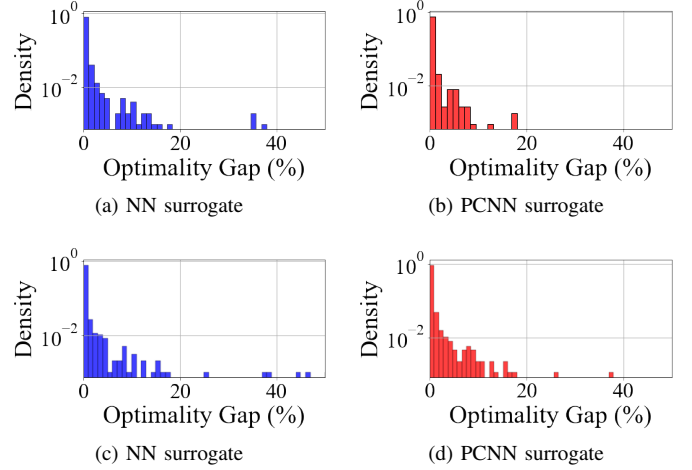 10^0
10^-2
Density
0 20 40
Optimality Gap (%)
(a) NN surrogate
10^0
10^-2
Density
0 20 40
Optimality Gap (%)
(b) PCNN surrogate
10^0
10^-2
Density
0 20 40
Optimality Gap (%)
(c) NN surrogate
10^0
10^-2
Density
0 20 40
Optimality Gap (%)
(d) PCNN surrogate